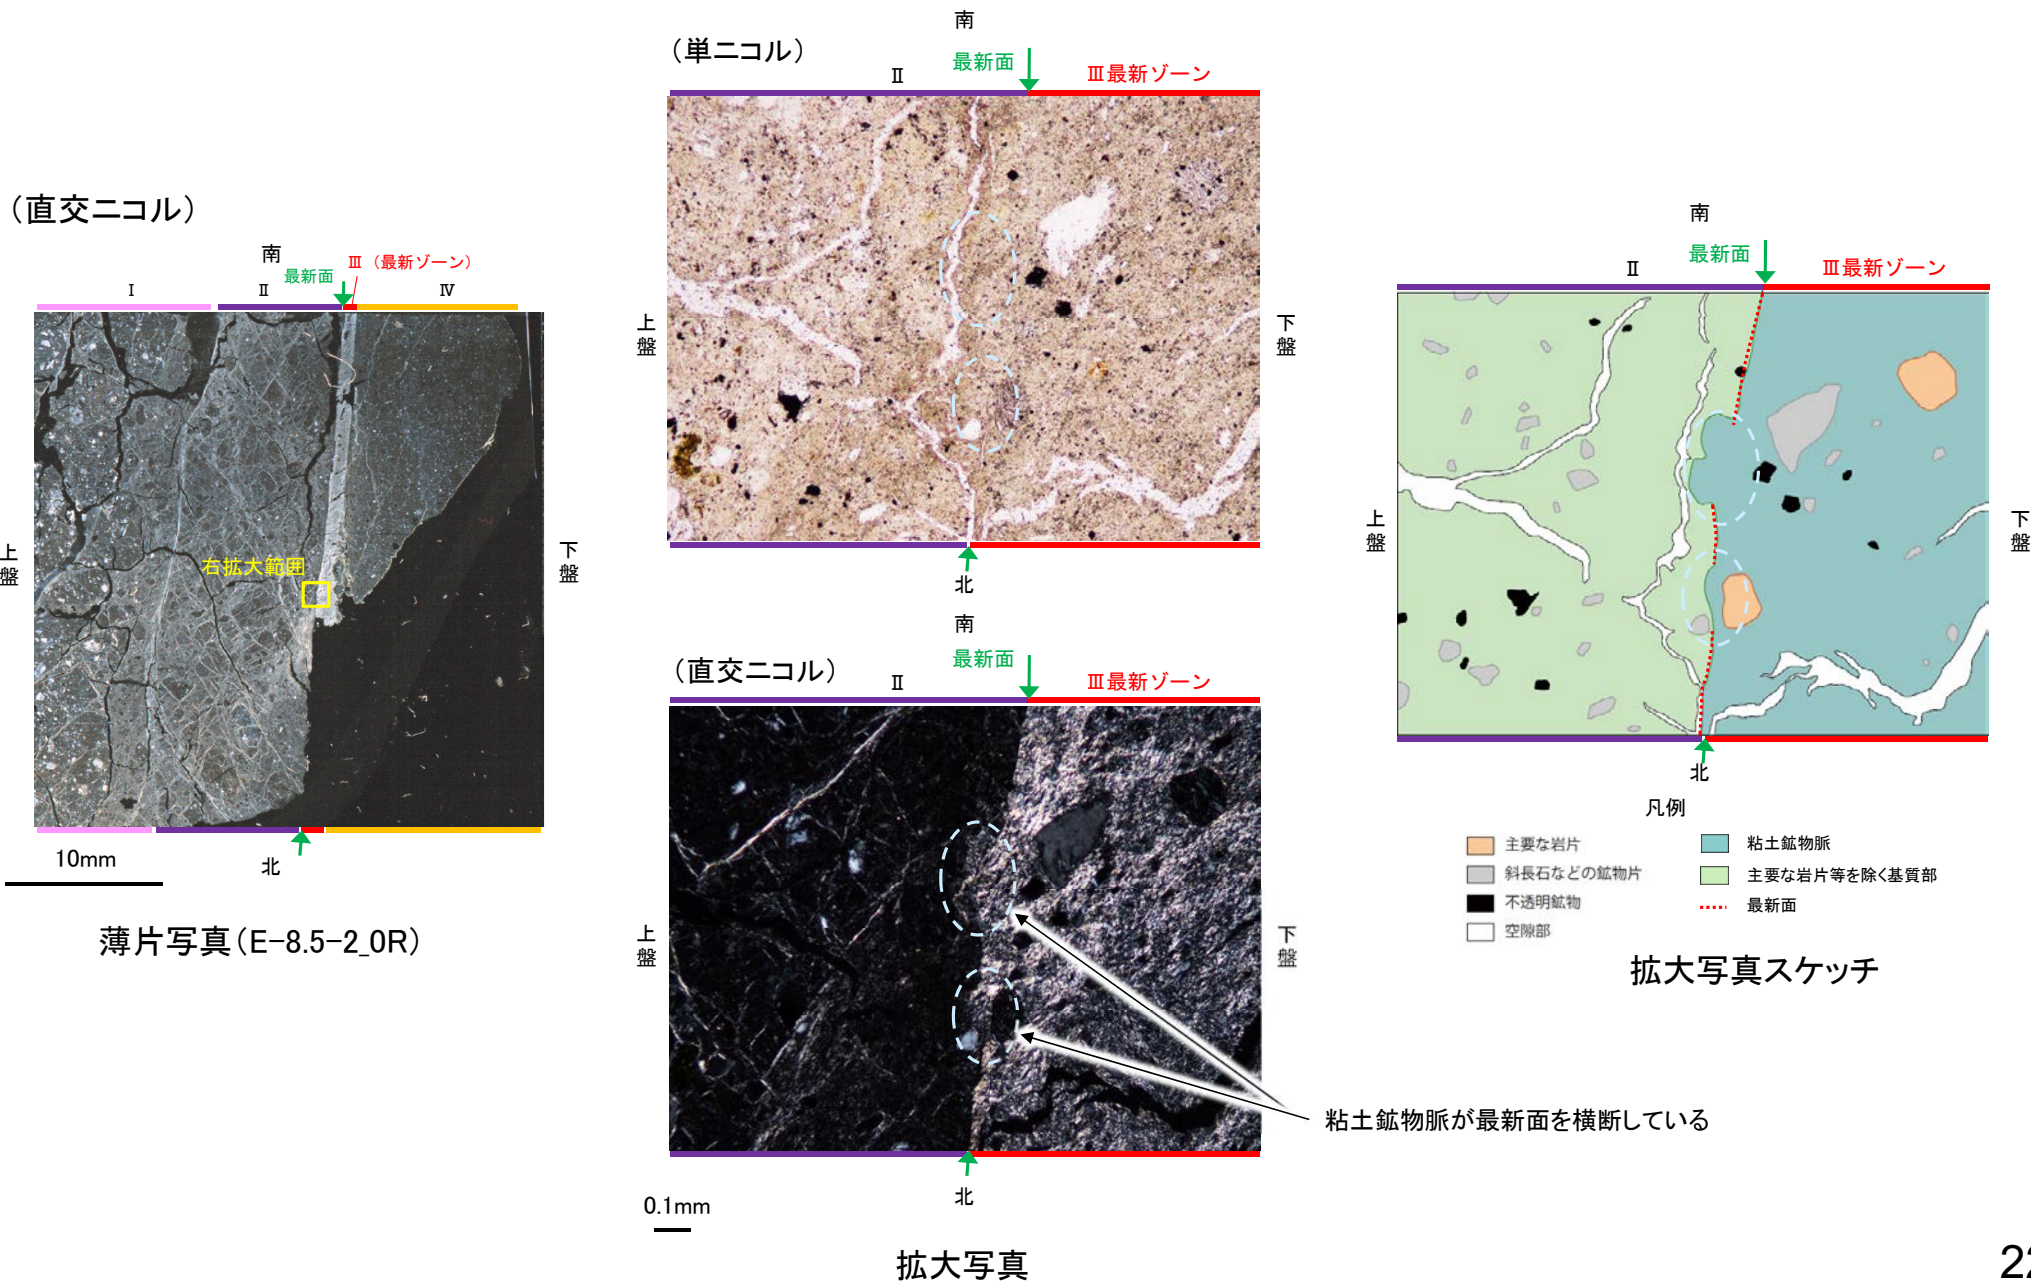 （直交ニコル）
南
最新面
Ⅲ（最新ゾーン）
Ⅰ
Ⅱ
Ⅳ
上盤
下盤
右拡大範囲
10mm
北
薄片写真（E-8.5-2_0R）
（単ニコル）
南
最新面
Ⅱ
Ⅲ最新ゾーン
上盤
下盤
北
（直交ニコル）
南
最新面
Ⅱ
Ⅲ最新ゾーン
上盤
下盤
粘土鉱物脈が最新面を横断している
北
0.1mm
拡大写真
南
最新面
Ⅱ
Ⅲ最新ゾーン
上盤
下盤
北
凡例
主要な岩片
斜長石などの鉱物片
不透明鉱物
空隙部
粘土鉱物脈
主要な岩片等を除く基質部
最新面
拡大写真スケッチ